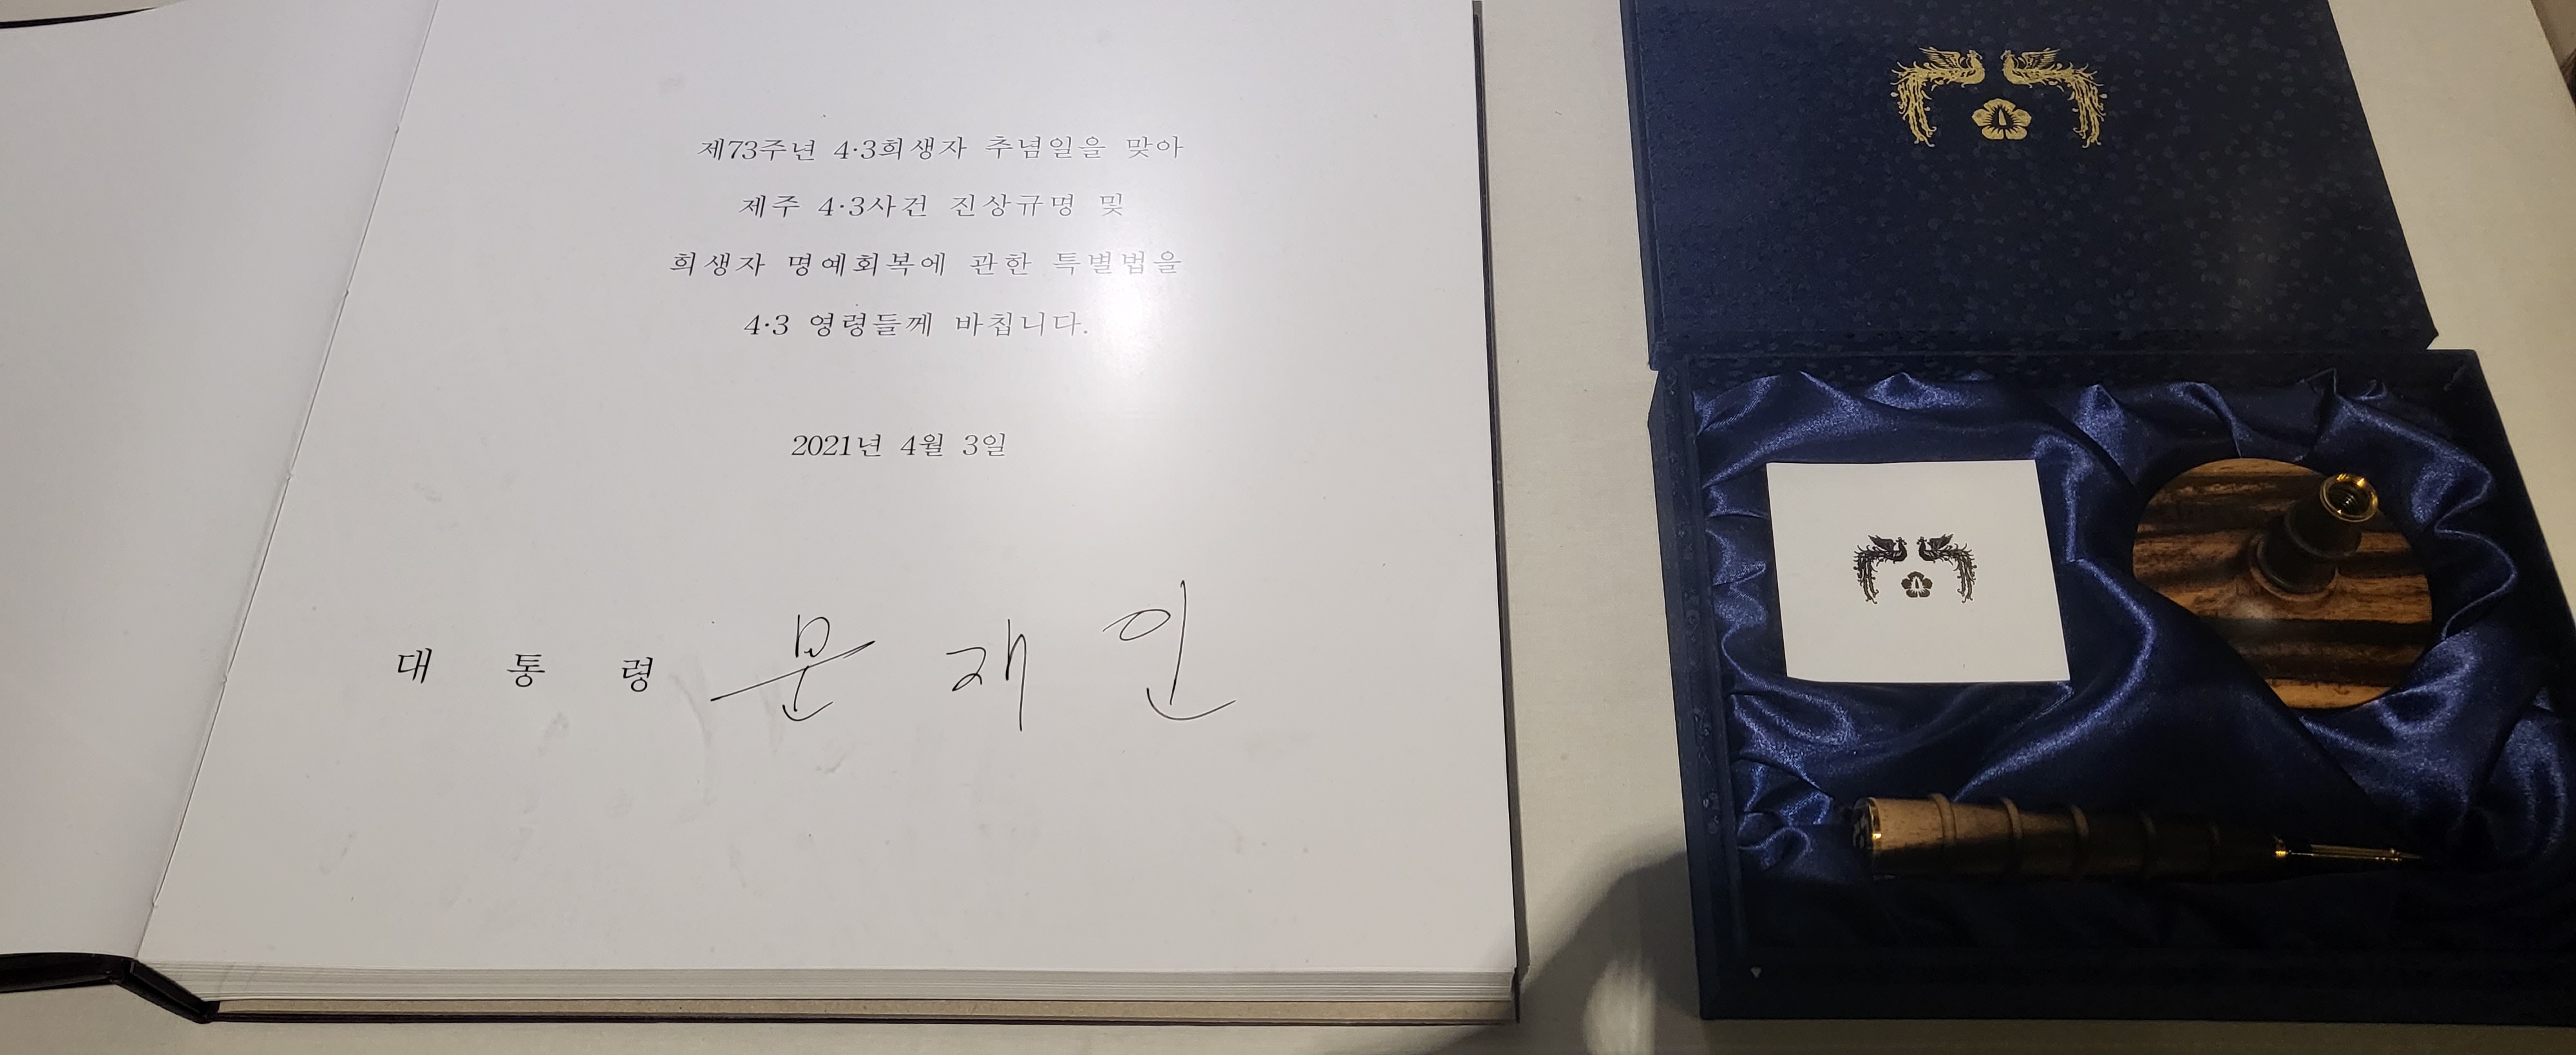 제73주년 4·3희생자 추념일을 맞아
제주 4·3사건 진상규명 및
희생자 명예회복에 관한 특별법을
4·3 영령들께 바칩니다.
2021년 4월 3일
대 통 령 문 재 인